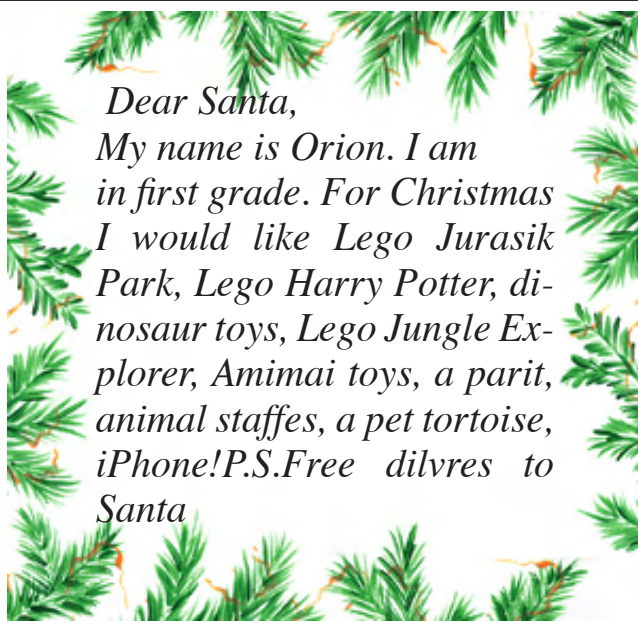 Dear Santa,
My name is Orion. I am
in first grade. For Christmas
I would like Lego Jurasik
Park, Lego Harry Potter, di-
nosaur toys, Lego Jungle Ex-
plorer, Amimai toys, a parit,
animal staffes, a pet tortoise,
iPhone!P.S.Free dilvres to
Santa